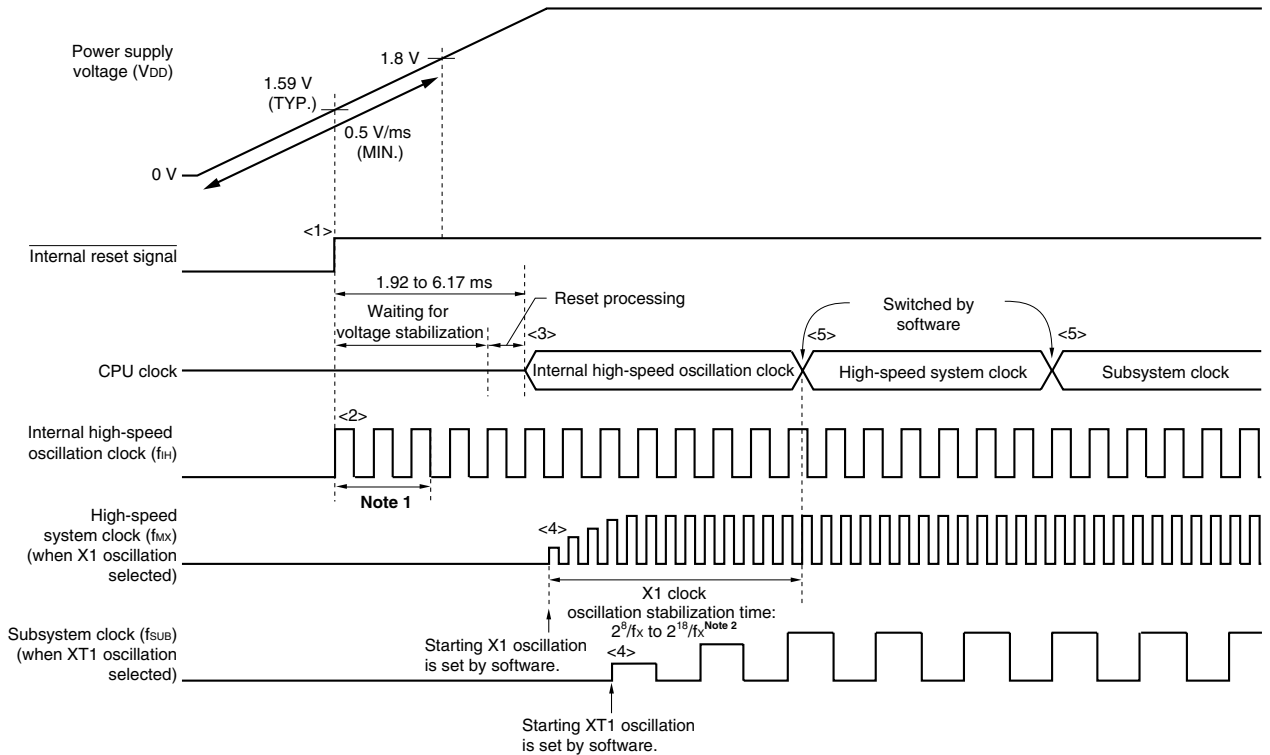 Power supply
voltage (VDD)
1.8 V
1.59 V
(TYP.)
0.5 V/ms
(MIN.)
0 V
<1>
Internal reset signal
1.92 to 6.17 ms
Reset processing
Waiting for
voltage stabilization
<3>
Switched by
software
<5>
<5>
CPU clock
Internal high-speed oscillation clock
High-speed system clock
Subsystem clock
<2>
Internal high-speed
oscillation clock (fIH)
Note 1
High-speed
system clock (fMX)
(when X1 oscillation
selected)
<4>
X1 clock
oscillation stabilization time:
2^8/fX to 2^18/fX Note 2
Starting X1 oscillation
is set by software.
Subsystem clock (fSUB)
(when XT1 oscillation
selected)
<4>
Starting XT1 oscillation
is set by software.